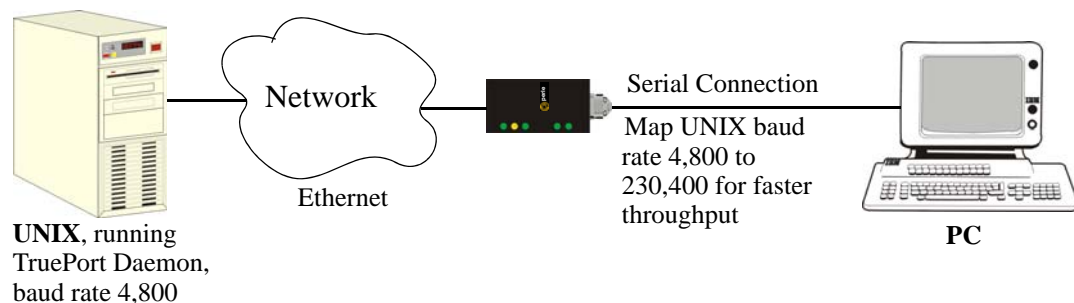 Network
Ethernet
perle
Serial Connection
Map UNIX baud
rate 4,800 to
230,400 for faster
throughput
UNIX, running
TruePort Daemon,
baud rate 4,800
PC